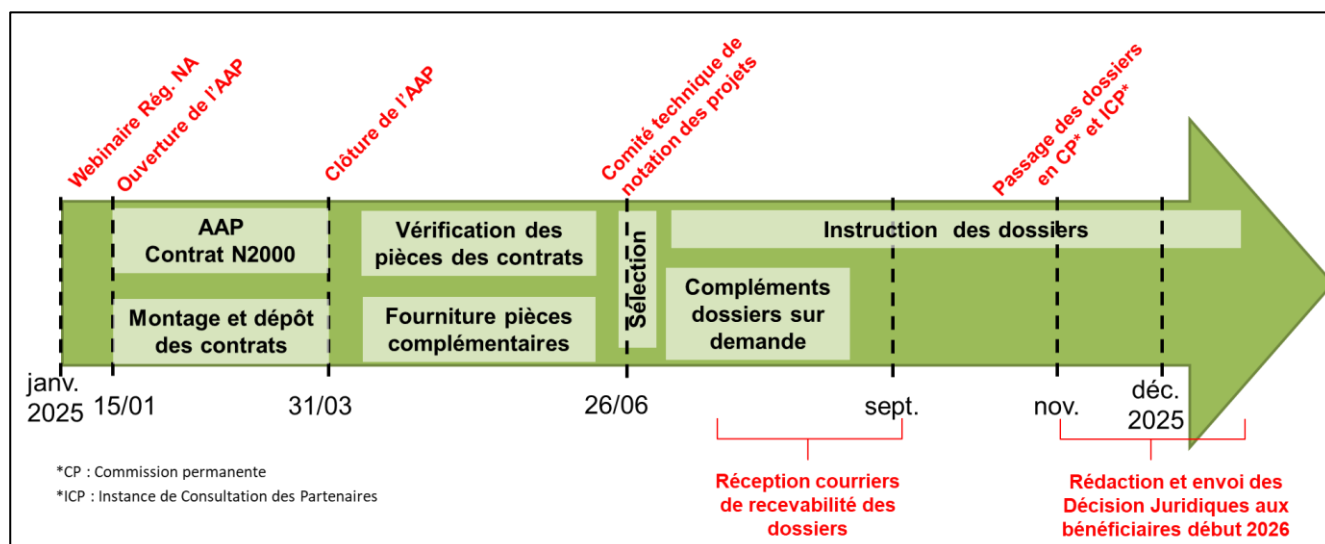 Webinaire Rég. NA
Ouverture de l'AAP
Clôture de l'AAP
Comité technique de
notation des projets
Passage des dossiers
en CP* et ICP*
AAP
Contrat N2000
Vérification des
pièces des contrats
Sélection
Instruction des dossiers
Montage et dépôt
des contrats
Fourniture pièces
complémentaires
Compléments
dossiers sur
demande
janv.
2025
15/01
31/03
26/06
sept.
nov.
déc.
2025
*CP : Commission permanente
*ICP : Instance de Consultation des Partenaires
Réception courriers
de recevabilité des
dossiers
Rédaction et envoi des
Décision Juridiques aux
bénéficiaires début 2026